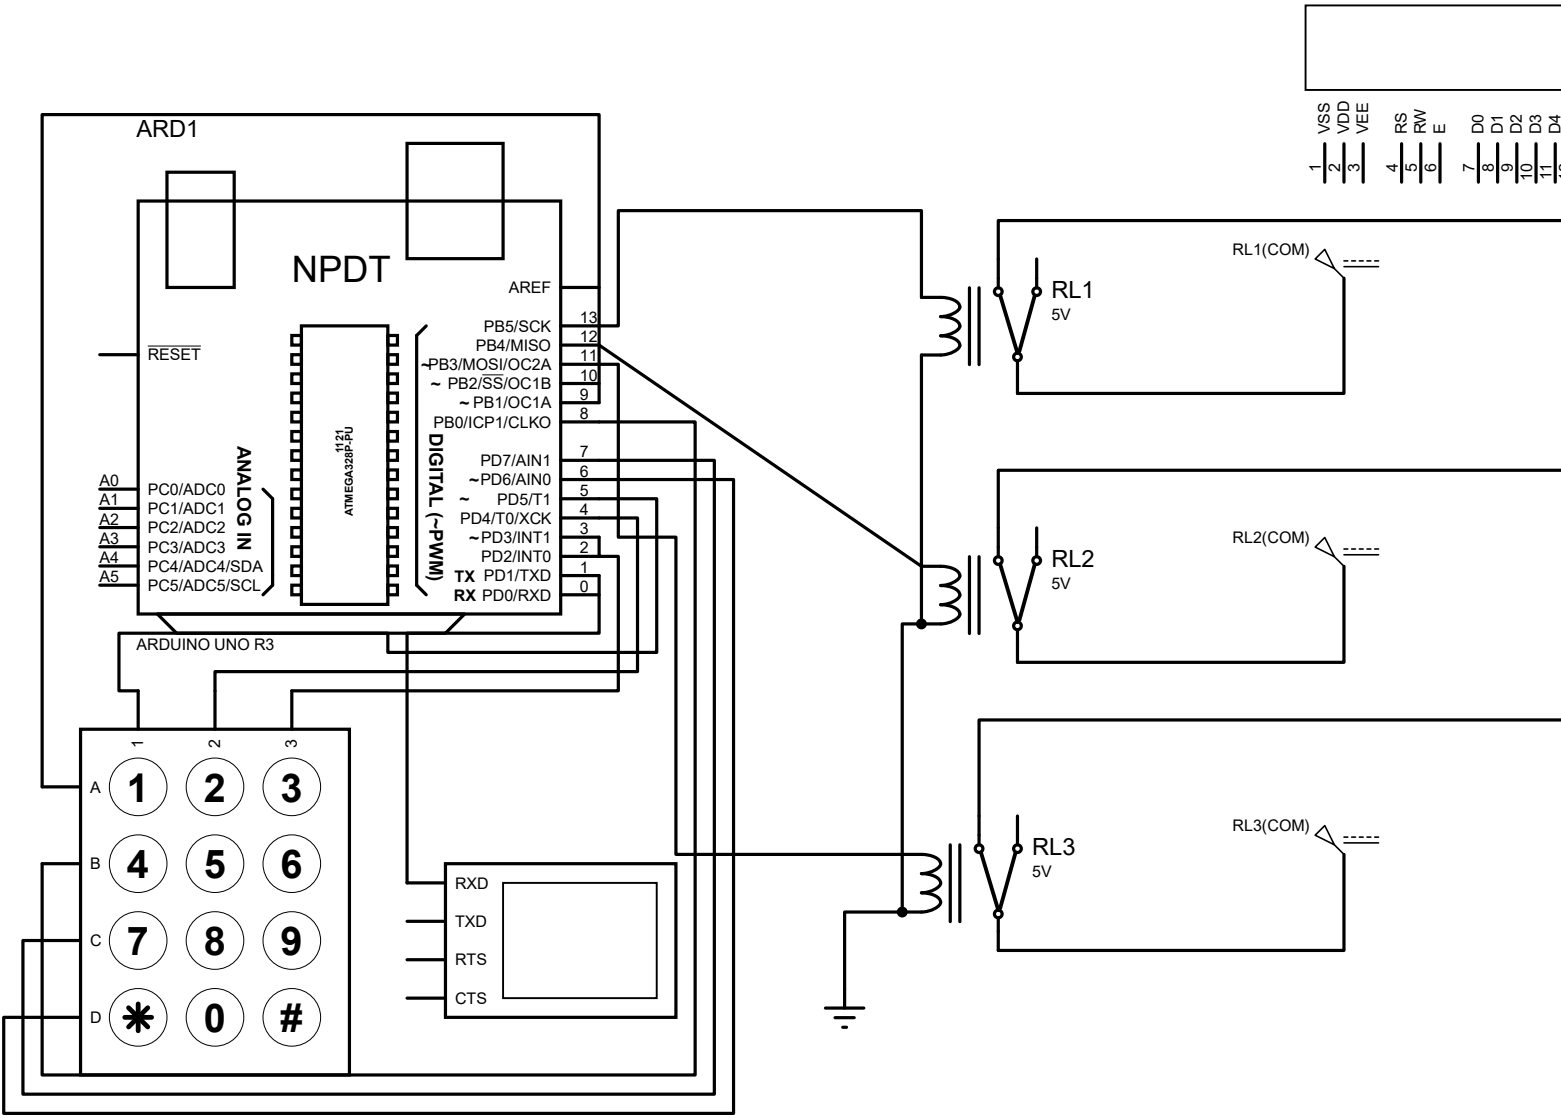 VSS
VDD
VEE
RS
RW
E
D0
D1
D2
D3
D4
1
2
3
4
5
6
7
8
9
10
11
ARD1
NPDT
AREF
13
PB5/SCK
12
PB4/MISO
11
~PB3/MOSI/OC2A
10
~ PB2/SS/OC1B
9
~ PB1/OC1A
8
PB0/ICP1/CLKO
7
PD7/AIN1
6
~PD6/AIN0
5
~ PD5/T1
4
PD4/T0/XCK
3
~PD3/INT1
2
PD2/INT0
1
TX PD1/TXD
0
RX PD0/RXD
RESET
1121
ATMEGA328P-PU
DIGITAL (~PWM)
ANALOG IN
A0 PC0/ADC0
A1 PC1/ADC1
A2 PC2/ADC2
A3 PC3/ADC3
A4 PC4/ADC4/SDA
A5 PC5/ADC5/SCL
ARDUINO UNO R3
RL1
5V
RL1(COM)
RL2
5V
RL2(COM)
RL3
5V
RL3(COM)
1 2 3
A 1 2 3
B 4 5 6
C 7 8 9
D * 0 #
RXD
TXD
RTS
CTS